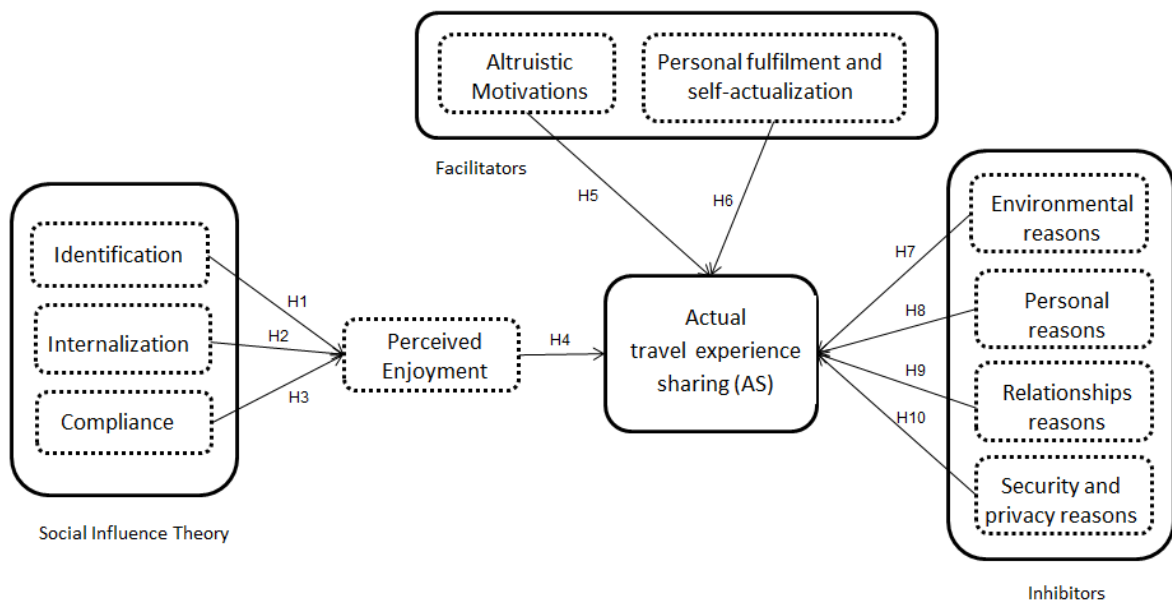 Altruistic
Motivations
Personal fulfilment and
self-actualization
Facilitators
H5
H6
Identification
Internalization
Compliance
Social Influence Theory
H1
H2
H3
Perceived
Enjoyment
H4
Actual
travel experience
sharing (AS)
H7
H8
H9
H10
Environmental
reasons
Personal
reasons
Relationships
reasons
Security and
privacy reasons
Inhibitors